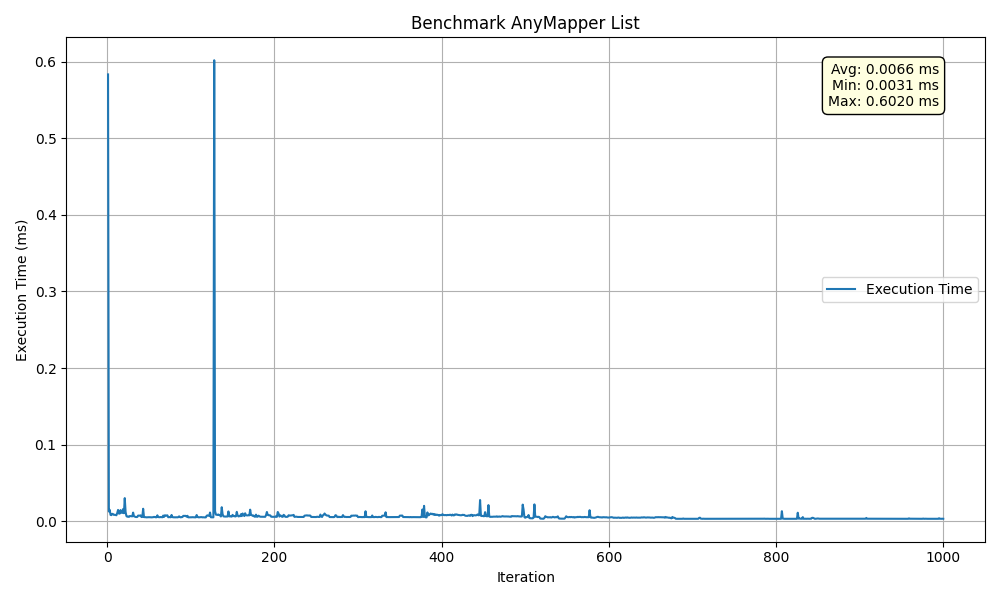 Benchmark AnyMapper List
Avg: 0.0066 ms
Min: 0.0031 ms
Max: 0.6020 ms
Execution Time
Execution Time (ms)
0.6
0.5
0.4
0.3
0.2
0.1
0.0
0 200 400 600 800 1000
Iteration